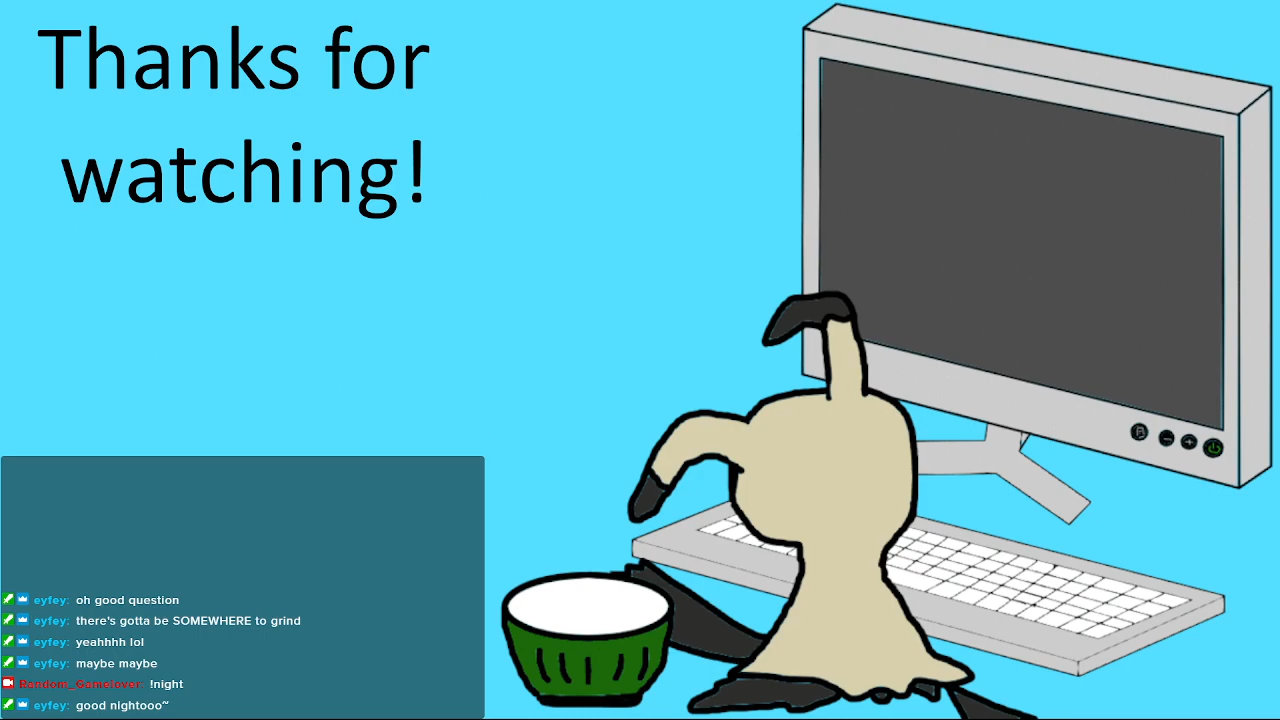 Thanks for
watching!
eyfey: oh good question
eyfey: there's gotta be SOMEWHERE to grind
eyfey: yeahhhh lol
eyfey: maybe maybe
Random_Gamelover: !night
eyfey: good nightooo~